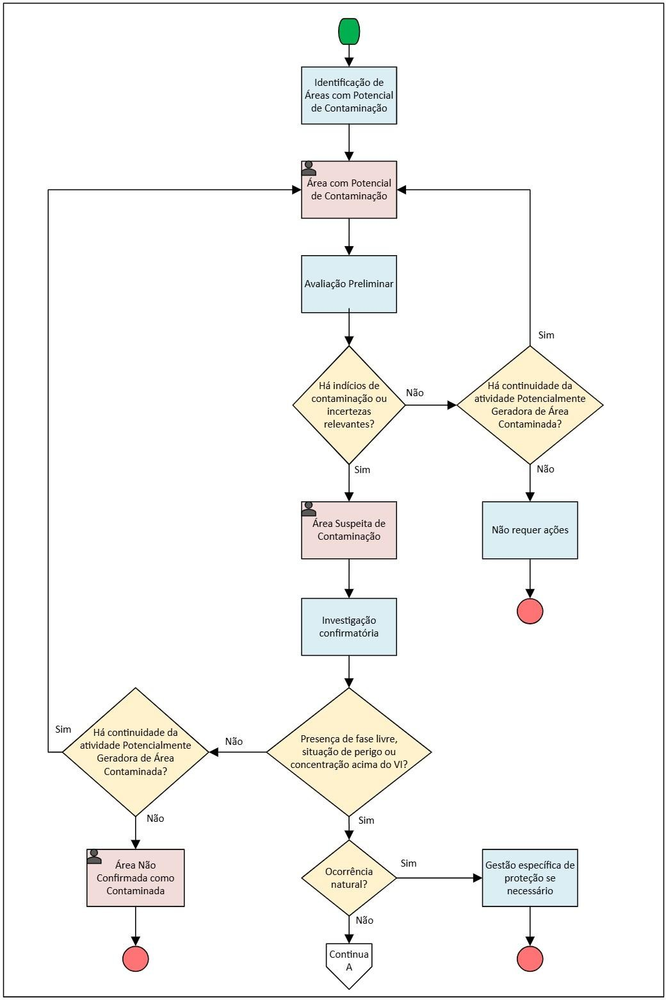 Identificação de
Áreas com Potencial
de Contaminação
Área com Potencial
de Contaminação
Avaliação Preliminar
Há indícios de
contaminação ou
incertezas
relevantes?
Não
Há continuidade da
atividade Potencialmente
Geradora de Área
Contaminada?
Sim
Sim
Não
Área Suspeita de
Contaminação
Não requer ações
Investigação
confirmatória
Presença de fase livre,
situação de perigo ou
concentração acima do VI?
Não
Há continuidade da
atividade Potencialmente
Geradora de Área
Contaminada?
Sim
Não
Sim
Área Não
Confirmada como
Contaminada
Ocorrência
natural?
Sim
Gestão específica de
proteção se
necessário
Não
Continua
A